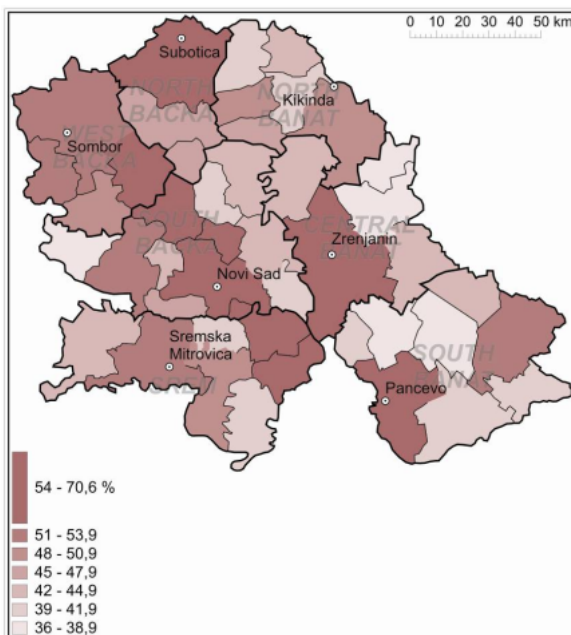 0 10 20 30 40 50 km
Subotica
NORTH
BACKA
Kikinda
NORTH
BANAT
WEST
BACKA
Sombor
SOUTH
BACKA
CENTRAL
BANAT
Zrenjanin
Novi Sad
Sremska
Mitrovica
SREM
SOUTH
BANAT
Pancevo
54 - 70,6 %
51 - 53,9
48 - 50,9
45 - 47,9
42 - 44,9
39 - 41,9
36 - 38,9